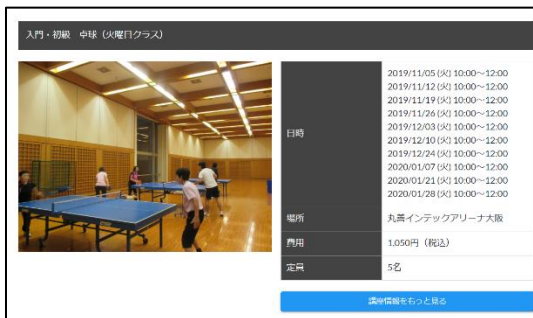 入門・初級　卓球（火曜日クラス）
日時
2019/11/05 (火) 10:00～12:00
2019/11/12 (火) 10:00～12:00
2019/11/19 (火) 10:00～12:00
2019/11/26 (火) 10:00～12:00
2019/12/03 (火) 10:00～12:00
2019/12/10 (火) 10:00～12:00
2019/12/24 (火) 10:00～12:00
2020/01/07 (火) 10:00～12:00
2020/01/21 (火) 10:00～12:00
2020/01/28 (火) 10:00～12:00
場所 丸善インテックアリーナ大阪
費用 1,050円（税込）
定員 5名
講座情報をもっと見る